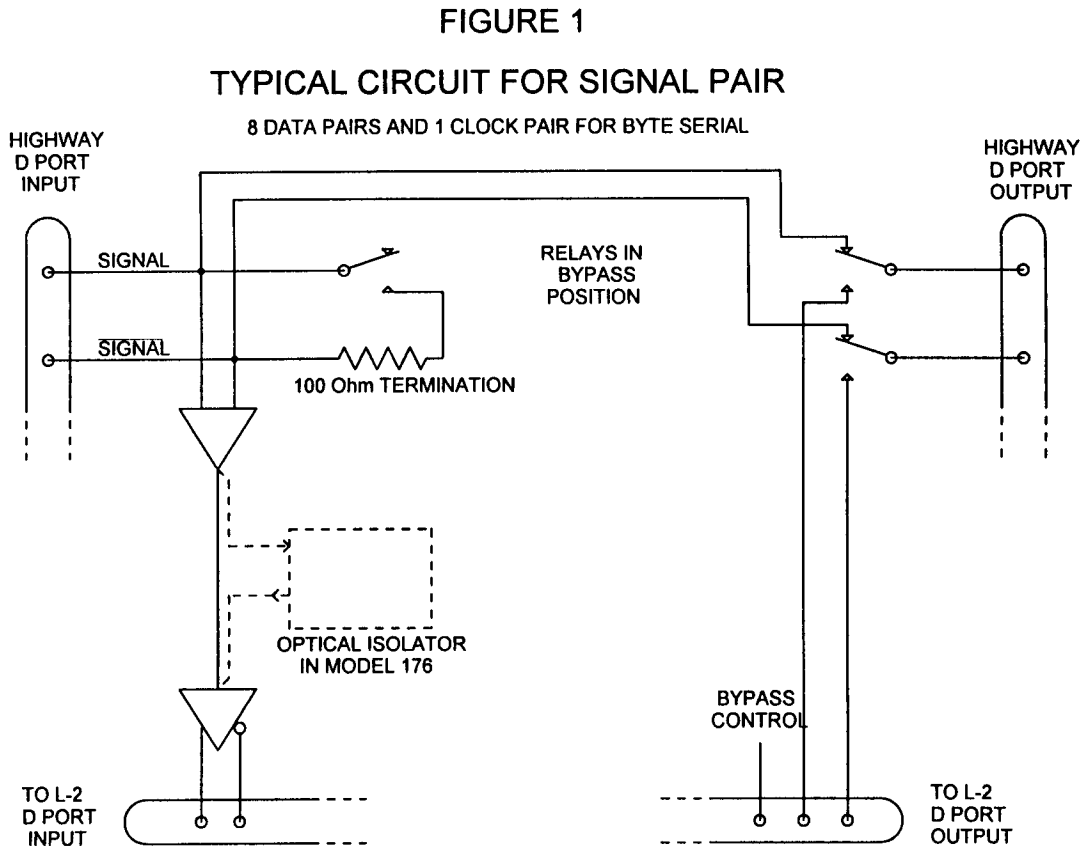 FIGURE 1
TYPICAL CIRCUIT FOR SIGNAL PAIR
8 DATA PAIRS AND 1 CLOCK PAIR FOR BYTE SERIAL
HIGHWAY
D PORT
INPUT
HIGHWAY
D PORT
OUTPUT
SIGNAL
RELAYS IN
BYPASS
POSITION
SIGNAL
100 Ohm TERMINATION
OPTICAL ISOLATOR
IN MODEL 176
BYPASS
CONTROL
TO L-2
D PORT
INPUT
TO L-2
D PORT
OUTPUT